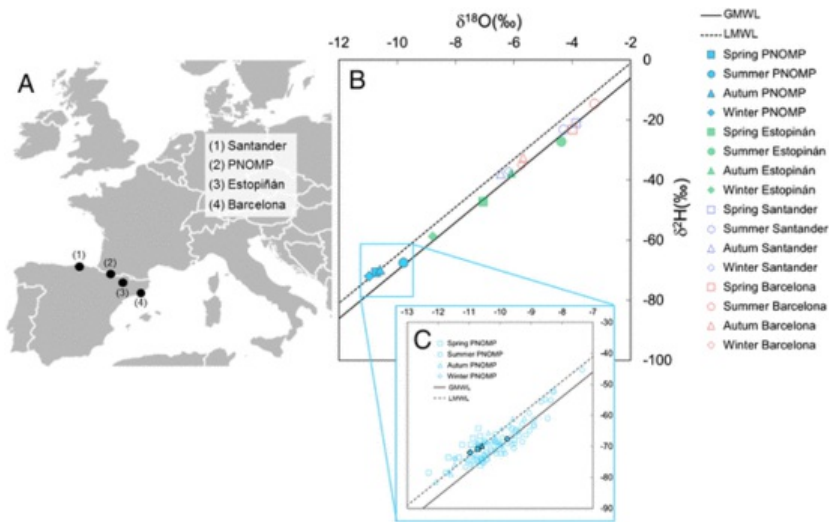 A
(1) Santander
(2) PNOMP
(3) Estopiñán
(4) Barcelona
(1)
(2)
(3)
(4)
δ18O(‰)
-12 -10 -8 -6 -4 -2
B
0
-20
-40
-60
-80
-100
δ2H(‰)
GMWL
LMWL
Spring PNOMP
Summer PNOMP
Autum PNOMP
Winter PNOMP
Spring Estopinán
Summer Estopinán
Autum Estopinán
Winter Estopinán
Spring Santander
Summer Santander
Autum Santander
Winter Santander
Spring Barcelona
Summer Barcelona
Autum Barcelona
Winter Barcelona
-13 -12 -11 -10 -9 -8 -7
C
Spring PNOMP
Summer PNOMP
Autum PNOMP
Winter PNOMP
GMWL
LMWL
-30
-40
-50
-60
-70
-80
-90